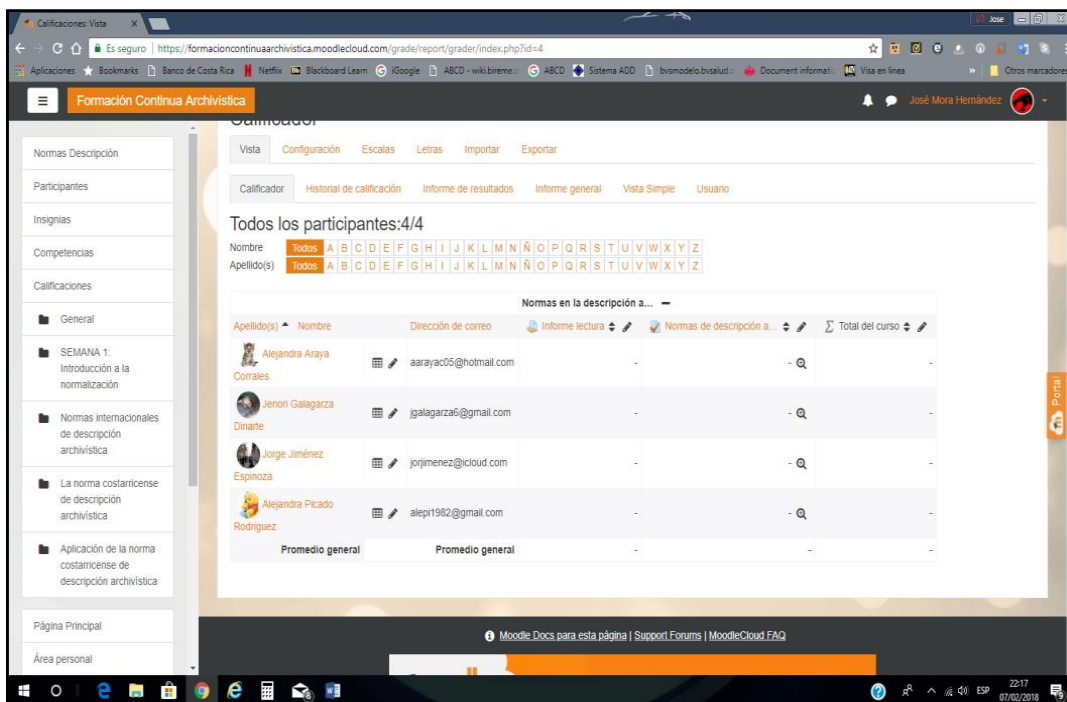 Calificaciones: Vista
Jose
Es seguro | https://formacioncontinuaarchivistica.moodlecloud.com/grade/report/grader/index.php?id=4
Aplicaciones Bookmarks Banco de Costa Rica Netflix Blackboard Learn iGoogle ABCD - wiki.bireme. ABCD Sistema ADD bvsmodelo.bvsalud. Document informati Visa en linea » Otros marcadores
Formación Continua Archivística
José Mora Hernández
Calificador
Normas Descripción
Participantes
Insignias
Competencias
Calificaciones
General
SEMANA 1:
Introducción a la
normalización
Normas internacionales
de descripción
archivística
La norma costarricense
de descripción
archivística
Aplicación de la norma
costarricense de
descripción archivística
Página Principal
Área personal
Vista Configuración Escalas Letras Importar Exportar
Calificador Historial de calificación Informe de resultados Informe general Vista Simple Usuario
Todos los participantes:4/4
Nombre Todos A B C D E F G H I J K L M N Ñ O P Q R S T U V W X Y Z
Apellido(s) Todos A B C D E F G H I J K L M N Ñ O P Q R S T U V W X Y Z
Normas en la descripción a...
Apellido(s) Nombre Dirección de correo Informe lectura Normas de descripción a... Total del curso
Alejandra Araya
Corrales aarayac05@hotmail.com - - -
Jenori Galagarza
Dinarte jgalagarza6@gmail.com - - -
Jorge Jiménez
Espinoza jorjimenez@icloud.com - - -
Alejandra Picado
Rodriguez alepi1982@gmail.com - - -
Promedio general Promedio general - - -
Moodle Docs para esta página | Support Forums | MoodleCloud FAQ
Portal
ESP
22:17
07/02/2018